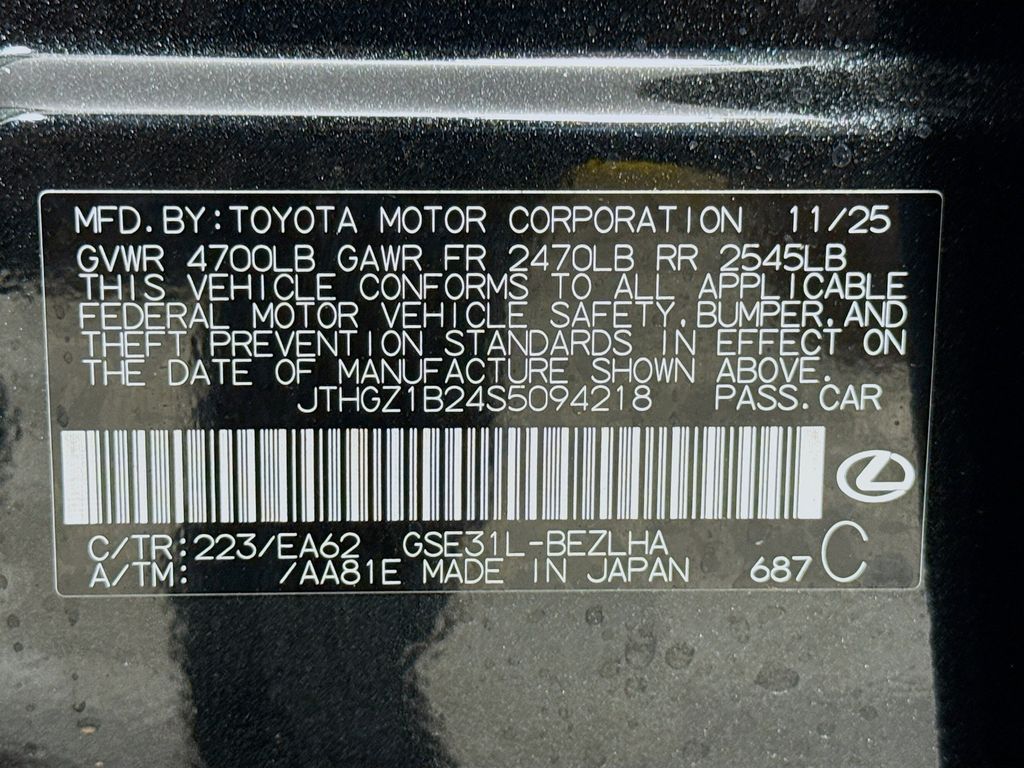 MFD. BY: TOYOTA MOTOR CORPORATION 11/25
GVWR 4700LB GAWR FR 2470LB RR 2545LB
THIS VEHICLE CONFORMS TO ALL APPLICABLE
FEDERAL MOTOR VEHICLE SAFETY, BUMPER, AND
THEFT PREVENTION STANDARDS IN EFFECT ON
THE DATE OF MANUFACTURE SHOWN ABOVE.
JTHGZ1B24S5094218 PASS. CAR
C/TR: 223/EA62 GSE31L-BEZLHA
A/TM: /AA81E MADE IN JAPAN 687 C